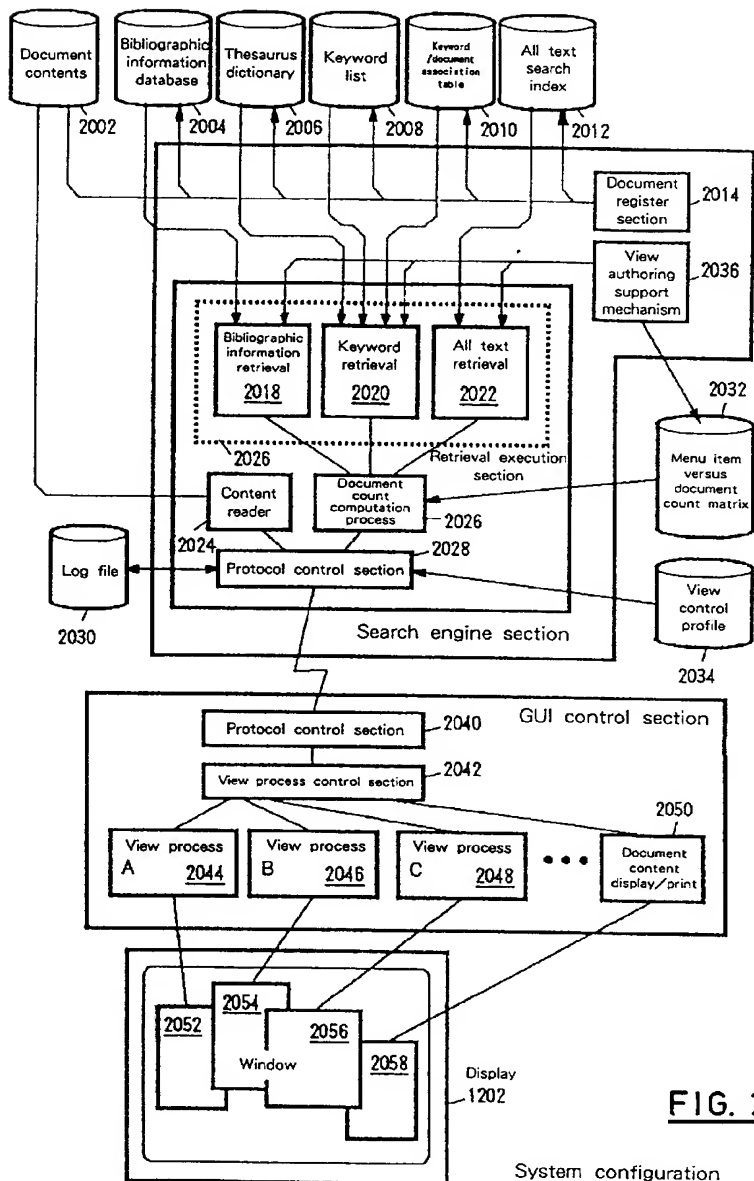 Document
contents
2002
Bibliographic
information
database
2004
Thesaurus
dictionary
2006
Keyword
list
2008
Keyword
/document
association
table
2010
All text
search
index
2012
Document
register
section
2014
View
authoring
support
mechanism
2036
Bibliographic
information
retrieval
2018
Keyword
retrieval
2020
All text
retrieval
2022
2026
Retrieval execution
section
2032
Menu item
versus
document
count matrix
Content
reader
2024
Document
count
computation
process
2026
2028
Protocol control section
Log file
2030
View
control
profile
2034
Search engine section
GUI control section
Protocol control section
2040
View process control section
2042
View process
A 2044
View process
B 2046
View process
C 2048
•••
2050
Document
content
display/print
2052
2054
2056
2058
Window
Display
1202
FIG.
System configuration